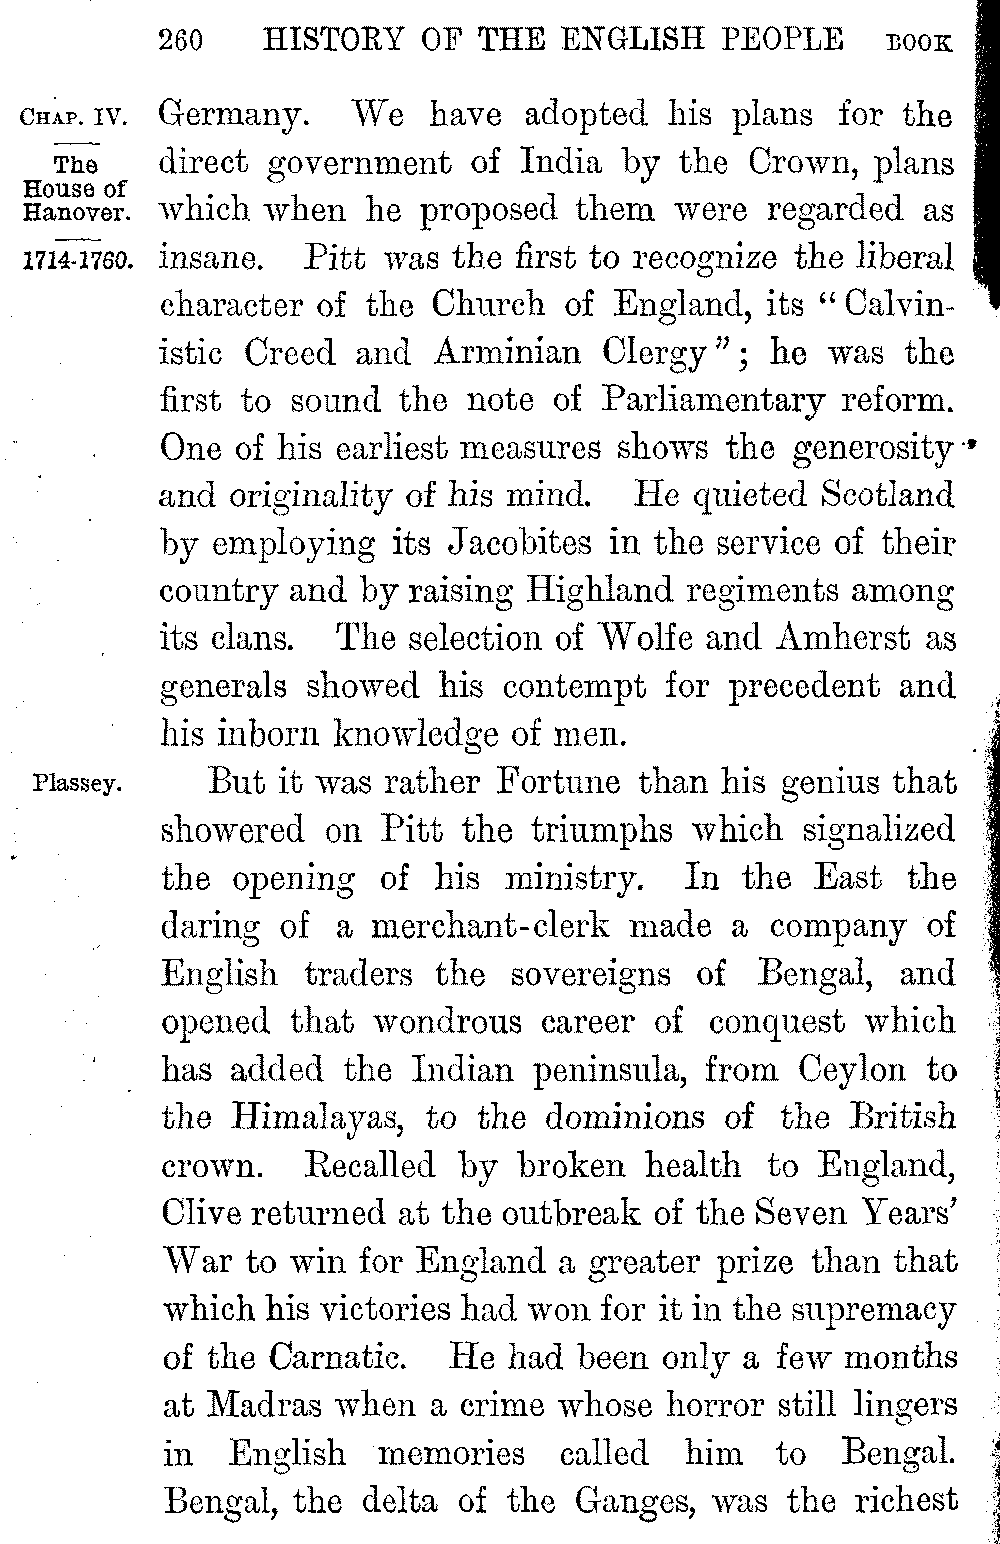 260 HISTORY OF THE ENGLISH PEOPLE BOOK
CHAP. IV.
The
House of
Hanover.
1714-1760.
Germany. We have adopted his plans for the
direct government of India by the Crown, plans
which when he proposed them were regarded as
insane. Pitt was the first to recognize the liberal
character of the Church of England, its “Calvin-
istic Creed and Arminian Clergy”; he was the
first to sound the note of Parliamentary reform.
One of his earliest measures shows the generosity
and originality of his mind. He quieted Scotland
by employing its Jacobites in the service of their
country and by raising Highland regiments among
its clans. The selection of Wolfe and Amherst as
generals showed his contempt for precedent and
his inborn knowledge of men.
Plassey.
But it was rather Fortune than his genius that
showered on Pitt the triumphs which signalized
the opening of his ministry. In the East the
daring of a merchant-clerk made a company of
English traders the sovereigns of Bengal, and
opened that wondrous career of conquest which
has added the Indian peninsula, from Ceylon to
the Himalayas, to the dominions of the British
crown. Recalled by broken health to England,
Clive returned at the outbreak of the Seven Years’
War to win for England a greater prize than that
which his victories had won for it in the supremacy
of the Carnatic. He had been only a few months
at Madras when a crime whose horror still lingers
in English memories called him to Bengal.
Bengal, the delta of the Ganges, was the richest